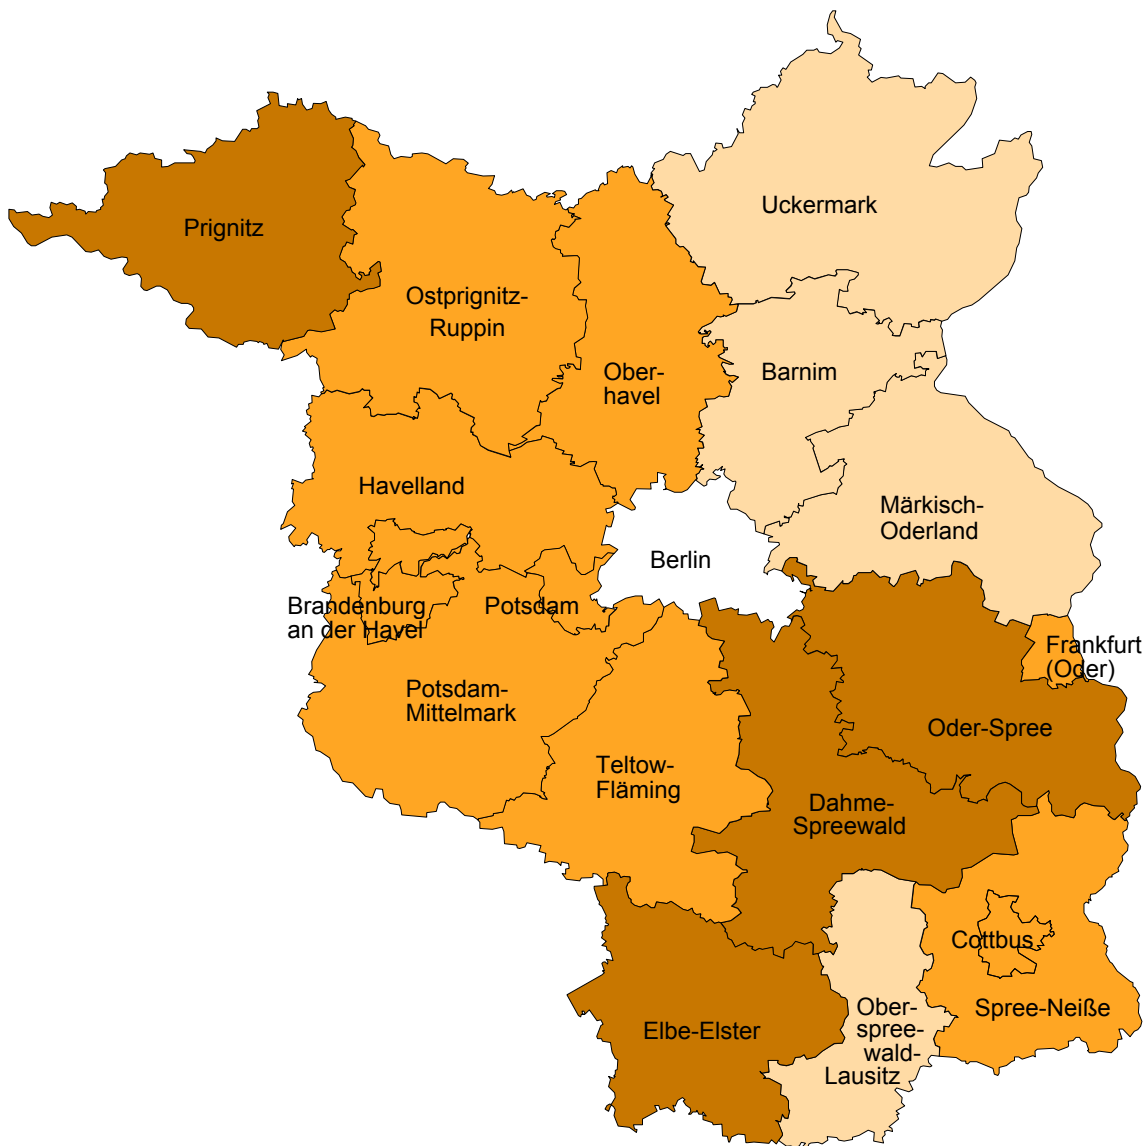 Uckermark
Prignitz
Ostprignitz-
Ruppin
Ober-
havel
Barnim
Havelland
Märkisch-
Oderland
Berlin
Brandenburg
an der Havel
Potsdam
Frankfurt
(Oder)
Potsdam-
Mittelmark
Oder-Spree
Teltow-
Fläming
Dahme-
Spreewald
Cottbus
Spree-Neiße
Ober-
spree-
wald-
Lausitz
Elbe-Elster